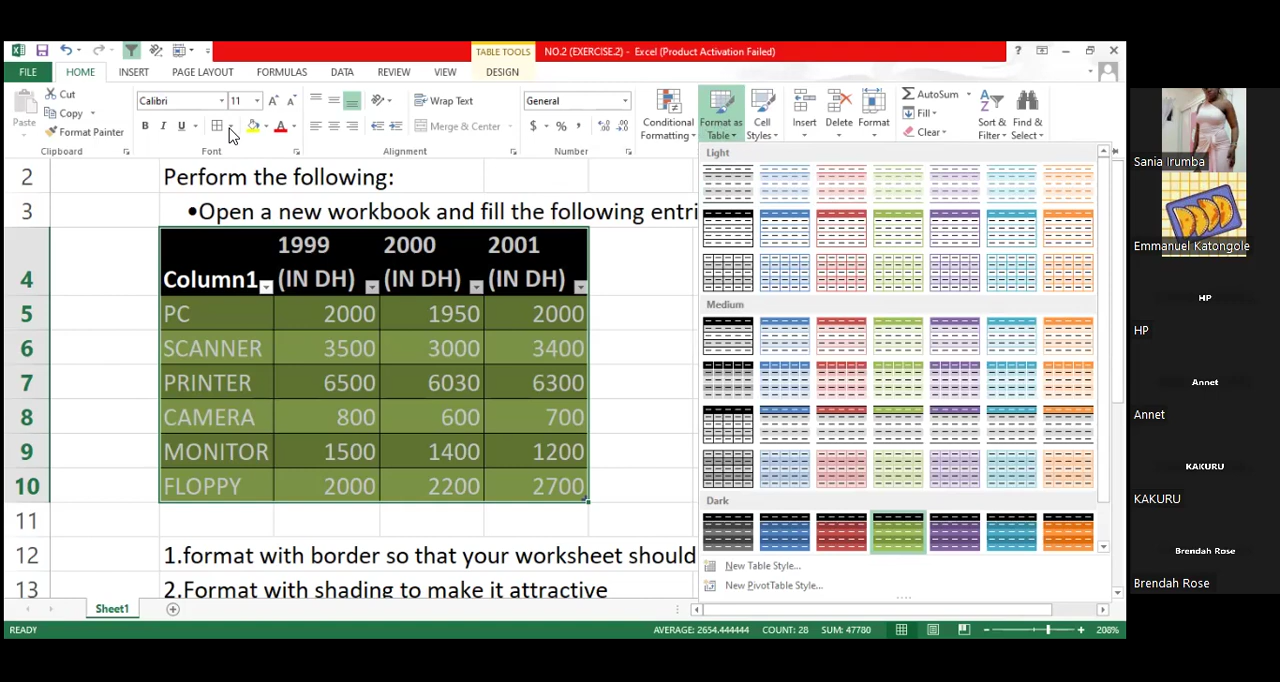 TABLE TOOLS
NO.2 (EXERCISE.2) - Excel (Product Activation Failed)
FILE HOME INSERT PAGE LAYOUT FORMULAS DATA REVIEW VIEW DESIGN
Paste
Cut
Copy
Format Painter
Clipboard
Calibri 11
B I U
Font
Wrap Text
Merge & Center
Alignment
General
$ % ,
Number
Conditional Formatting
Format as Table
Cell Styles
Insert
Delete
Format
AutoSum
Fill
Clear
Sort & Filter
Find & Select
Light
Medium
Dark
New Table Style...
New PivotTable Style...
2 Perform the following:
3 •Open a new workbook and fill the following entri
4 Column1 1999 (IN DH) 2000 (IN DH) 2001 (IN DH)
5 PC 2000 1950 2000
6 SCANNER 3500 3000 3400
7 PRINTER 6500 6030 6300
8 CAMERA 800 600 700
9 MONITOR 1500 1400 1200
10 FLOPPY 2000 2200 2700
11
12 1.format with border so that your worksheet should
13 2.Format with shading to make it attractive
Sheet1
READY AVERAGE: 2654.444444 COUNT: 28 SUM: 47780 208%
Sania Irumba
Emmanuel Katongole
HP
HP
Annet
Annet
KAKURU
KAKURU
Brendah Rose
Brendah Rose